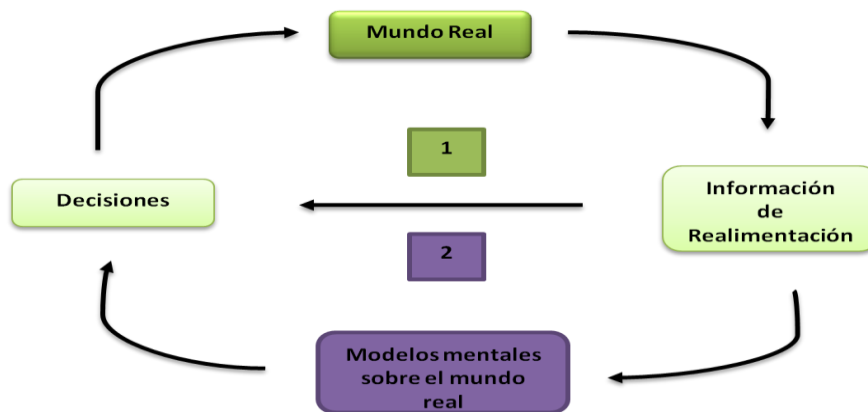 Mundo Real
1
Decisiones
Información
de
Realimentación
2
Modelos mentales
sobre el mundo
real